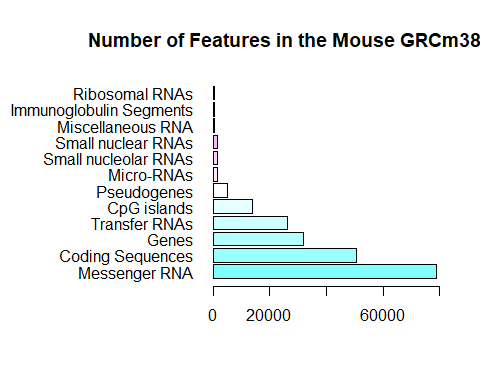 Number of Features in the Mouse GRCm38
Ribosomal RNAs
Immunoglobulin Segments
Miscellaneous RNA
Small nuclear RNAs
Small nucleolar RNAs
Micro-RNAs
Pseudogenes
CpG islands
Transfer RNAs
Genes
Coding Sequences
Messenger RNA
0 20000 60000